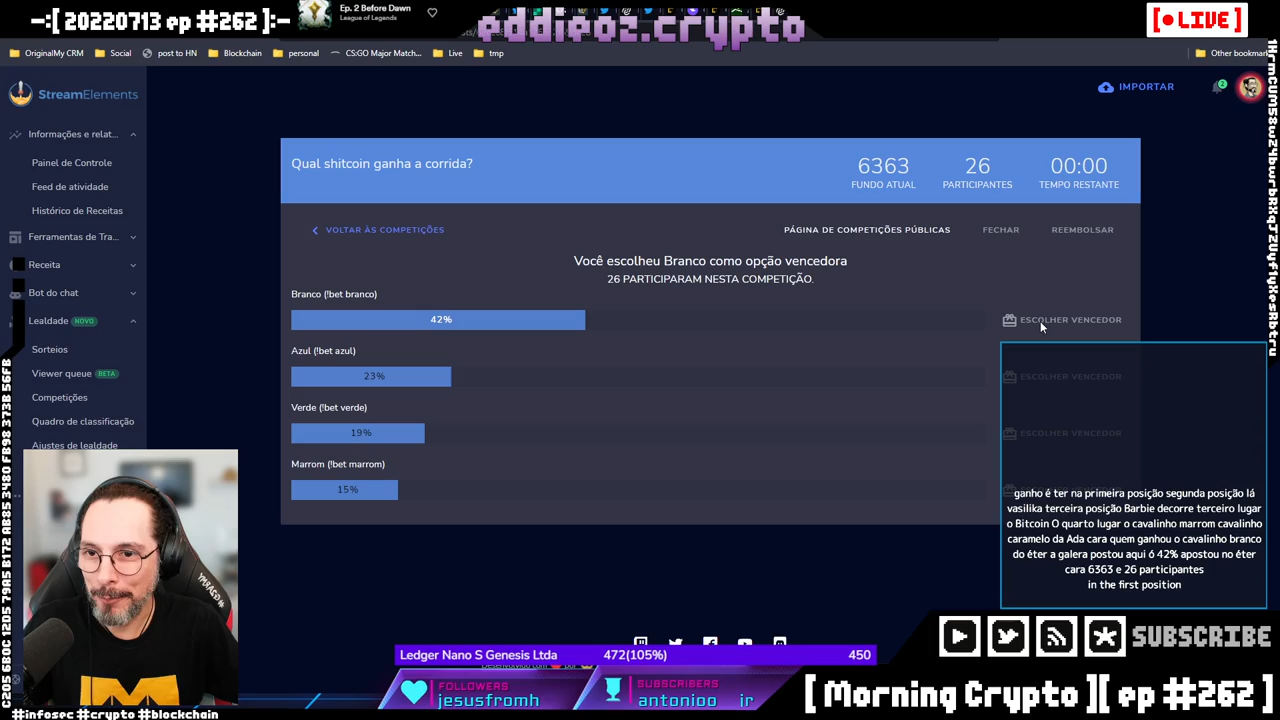 —:[ 20220713 ep #262 ]:—
Ep. 2 Before Dawn
League of Legends
eddieoz.crypto
[ LIVE ]
OriginalMy CRM
Social
post to HN
Blockchain
personal
CS:GO Major Match...
Live
tmp
Other bookmar
StreamElements
IMPORTAR
2
Informações e relat...
Painel de Controle
Feed de atividade
Histórico de Receitas
Ferramentas de Tra...
Receita
Bot do chat
Lealdade NOVO
Sorteios
Viewer queue BETA
Competições
Quadro de classificação
Ajustes de lealdade
Qual shitcoin ganha a corrida?
6363
FUNDO ATUAL
26
PARTICIPANTES
00:00
TEMPO RESTANTE
VOLTAR ÀS COMPETIÇÕES
PÁGINA DE COMPETIÇÕES PÚBLICAS
FECHAR
REEMBOLSAR
Você escolheu Branco como opção vencedora
26 PARTICIPARAM NESTA COMPETIÇÃO.
Branco (!bet branco)
42%
ESCOLHER VENCEDOR
Azul (!bet azul)
23%
ESCOLHER VENCEDOR
Verde (!bet verde)
19%
ESCOLHER VENCEDOR
Marrom (!bet marrom)
15%
ganho é ter na primeira posição segunda posição lá
vasilika terceira posição Barbie decorre terceiro lugar
o Bitcoin O quarto lugar o cavalinho marrom cavalinho
caramelo da Ada cara quem ganhou o cavalinho branco
do éter a galera postou aqui ó 42% apostou no éter
cara 6363 e 26 participantes
in the first position
Desenvolvido com
por
Ledger Nano S Genesis Ltda
472(105%)
450
FOLLOWERS
jesusfromh
SUBSCRIBERS
antonioo_ir
SUBSCRIBE
[ Morning Crypto ][ ep #262 ]
#infosec #crypto #blockchain